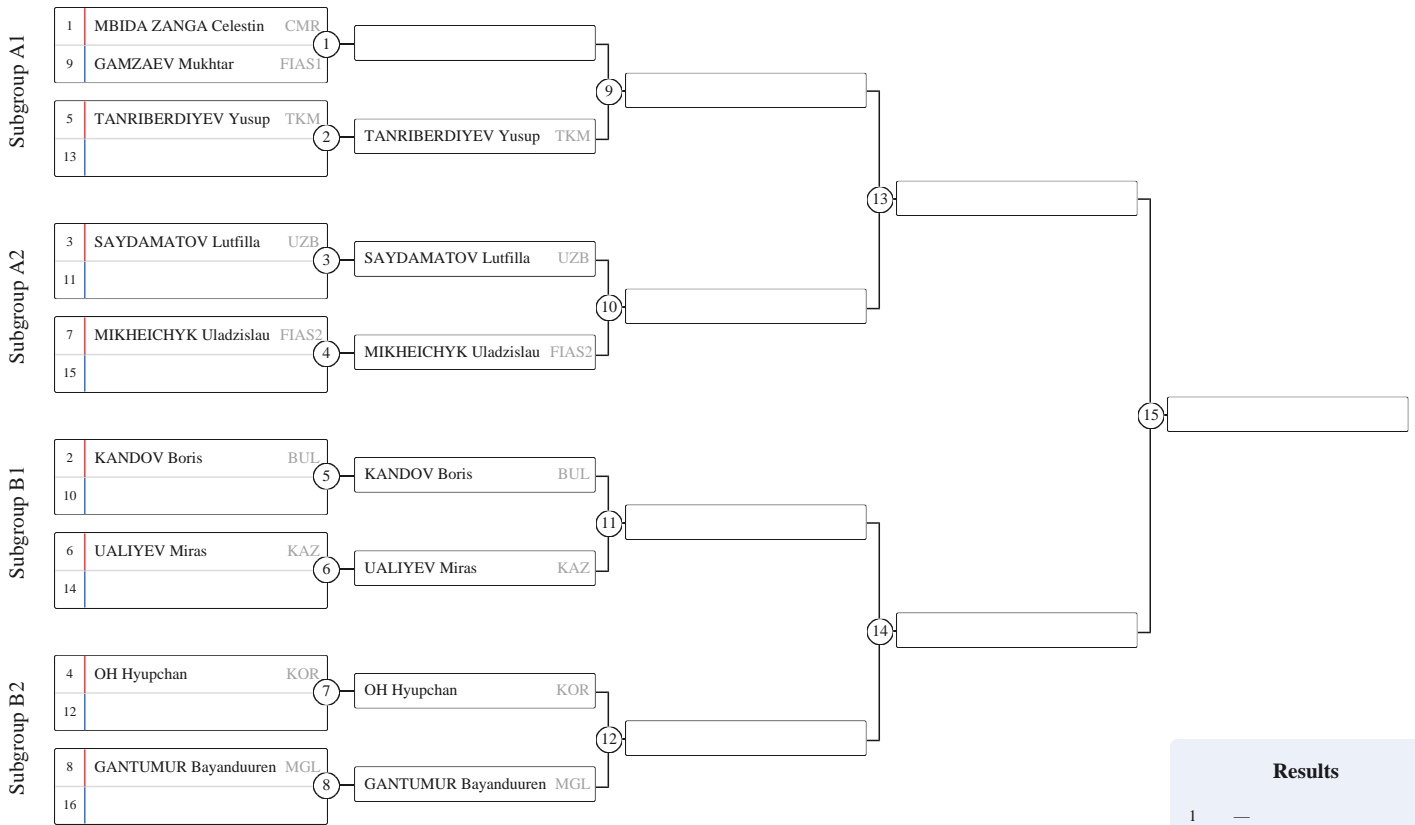 Subgroup A1
1 MBIDA ZANGA Celestin CMR
9 GAMZAEV Mukhtar FIAS1
1
5 TANRIBERDIYEV Yusup TKM
13
2
TANRIBERDIYEV Yusup TKM
9
Subgroup A2
3 SAYDAMATOV Lutfilla UZB
11
3
SAYDAMATOV Lutfilla UZB
7 MIKHEICHYK Uladzislau FIAS2
15
4
MIKHEICHYK Uladzislau FIAS2
10
13
Subgroup B1
2 KANDOV Boris BUL
10
5
KANDOV Boris BUL
6 UALIYEV Miras KAZ
14
6
UALIYEV Miras KAZ
11
Subgroup B2
4 OH Hyupchan KOR
12
7
OH Hyupchan KOR
8 GANTUMUR Bayanduuren MGL
16
8
GANTUMUR Bayanduuren MGL
12
14
15
Results
1 —